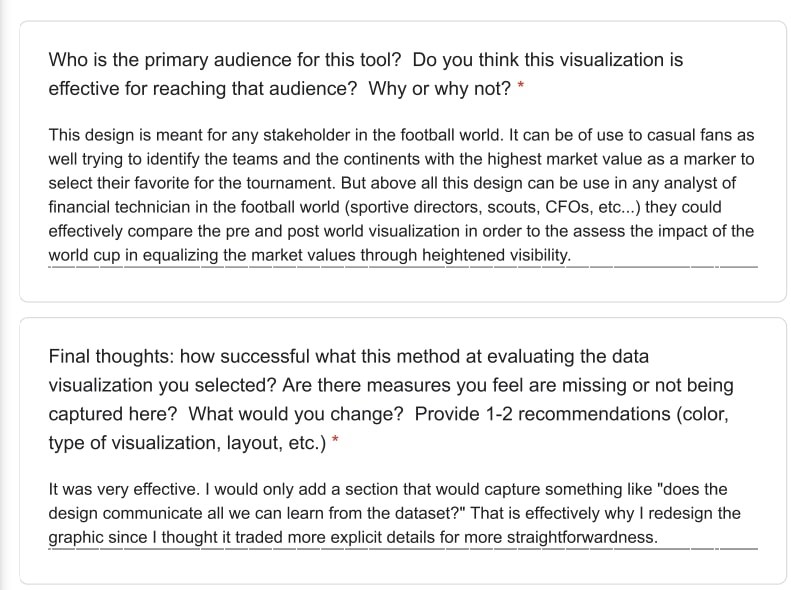 Who is the primary audience for this tool?  Do you think this visualization is
effective for reaching that audience?  Why or why not? *
This design is meant for any stakeholder in the football world. It can be of use to casual fans as
well trying to identify the teams and the continents with the highest market value as a marker to
select their favorite for the tournament. But above all this design can be use in any analyst of
financial technician in the football world (sportive directors, scouts, CFOs, etc...) they could
effectively compare the pre and post world visualization in order to the assess the impact of the
world cup in equalizing the market values through heightened visibility.
Final thoughts: how successful what this method at evaluating the data
visualization you selected? Are there measures you feel are missing or not being
captured here?  What would you change?  Provide 1-2 recommendations (color,
type of visualization, layout, etc.) *
It was very effective. I would only add a section that would capture something like "does the
design communicate all we can learn from the dataset?" That is effectively why I redesign the
graphic since I thought it traded more explicit details for more straightforwardness.